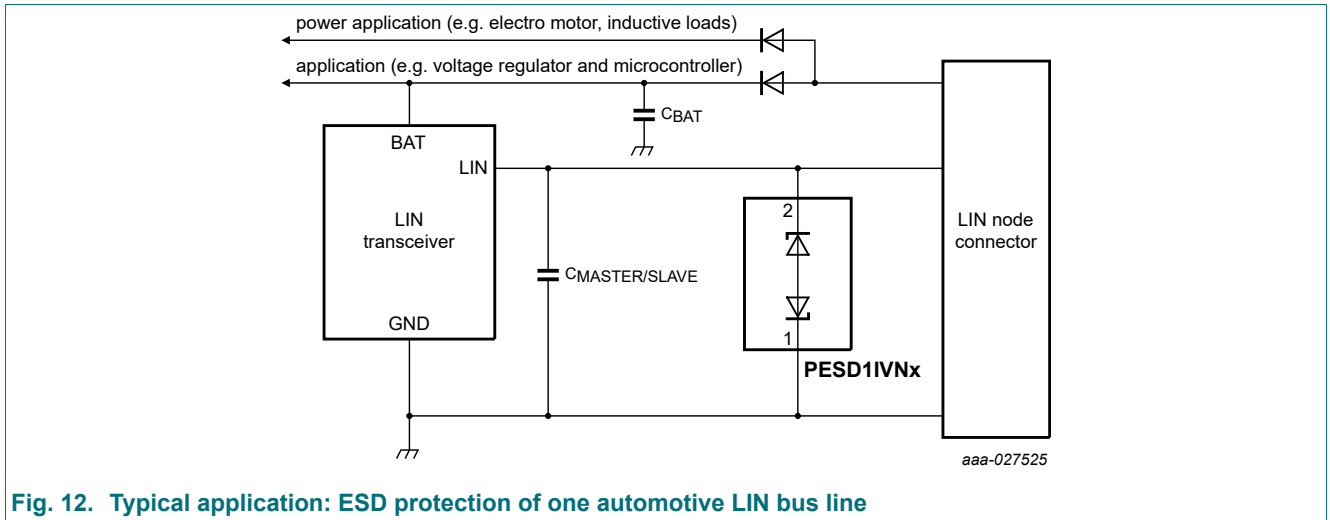 power application (e.g. electro motor, inductive loads)
application (e.g. voltage regulator and microcontroller)
CBAT
BAT
LIN
LIN
transceiver
GND
CMASTER/SLAVE
2
1
PESD1IVNx
LIN node
connector
aaa-027525
Fig. 12. Typical application: ESD protection of one automotive LIN bus line